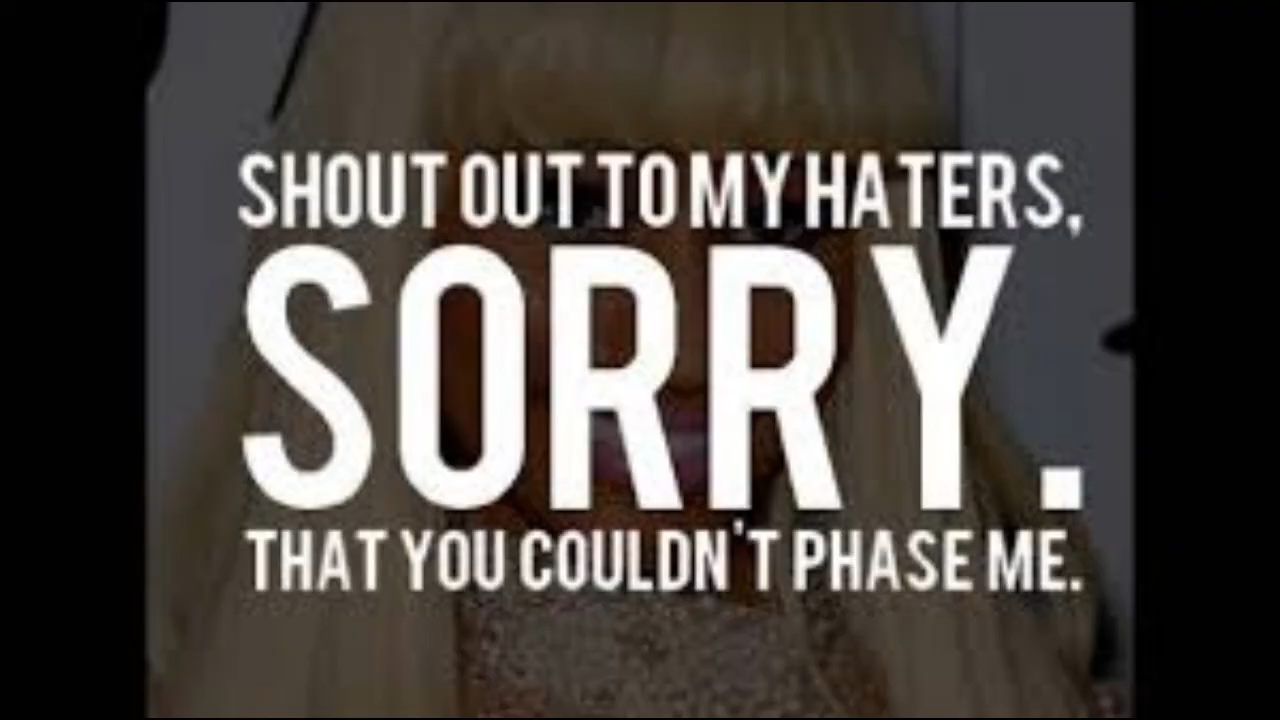 SHOUT OUT TO MY HATERS,
SORRY.
THAT YOU COULDN'T PHASE ME.